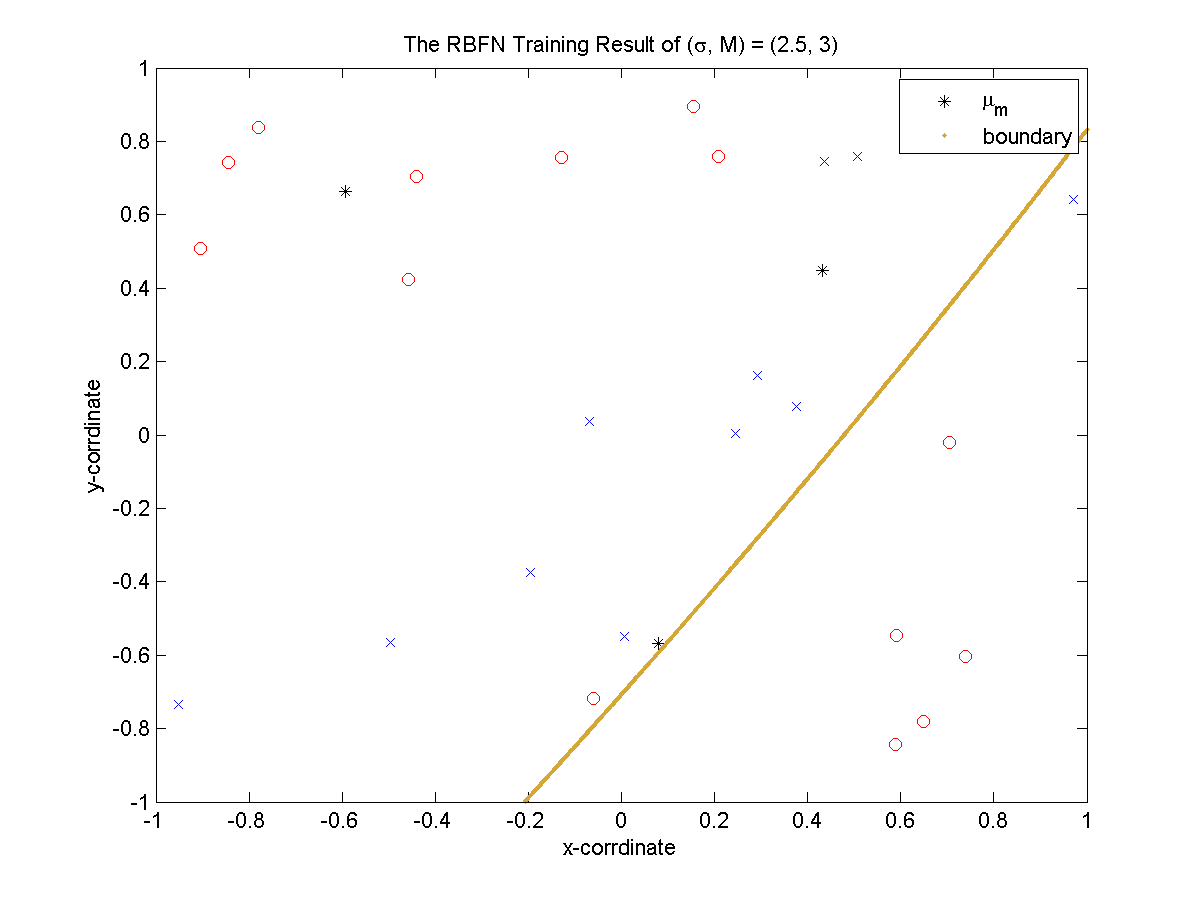 The RBFN Training Result of (σ, M) = (2.5, 3)
μm
boundary
1
0.8
0.6
0.4
0.2
0
-0.2
-0.4
-0.6
-0.8
-1
y-corrdinate
-1 -0.8 -0.6 -0.4 -0.2 0 0.2 0.4 0.6 0.8 1
x-corrdinate